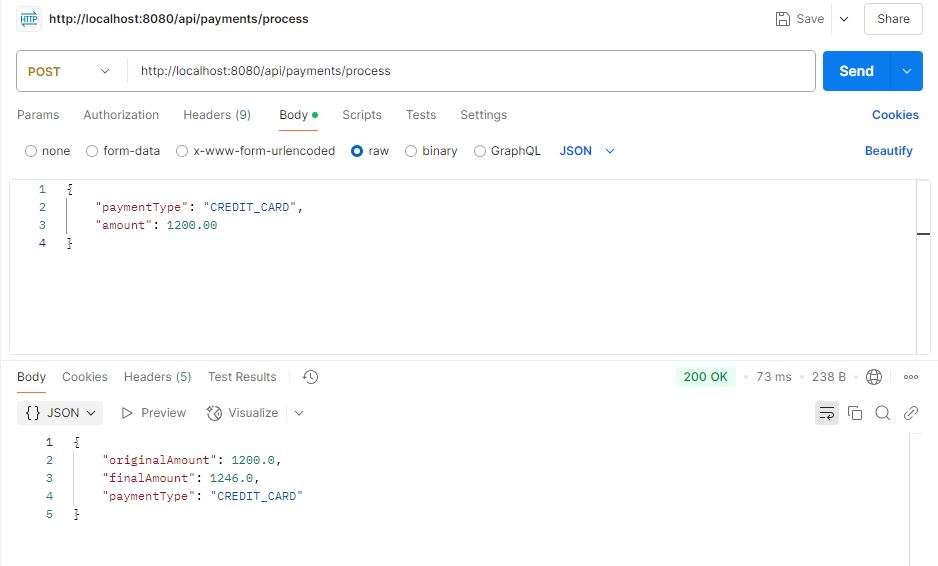 HTTP http://localhost:8080/api/payments/process Save Share
POST http://localhost:8080/api/payments/process Send
Params Authorization Headers (9) Body Scripts Tests Settings Cookies
none form-data x-www-form-urlencoded raw binary GraphQL JSON Beautify
1 {
2 "paymentType": "CREDIT_CARD",
3 "amount": 1200.00
4 }
Body Cookies Headers (5) Test Results 200 OK 73 ms 238 B
{} JSON Preview Visualize
1 {
2 "originalAmount": 1200.0,
3 "finalAmount": 1246.0,
4 "paymentType": "CREDIT_CARD"
5 }